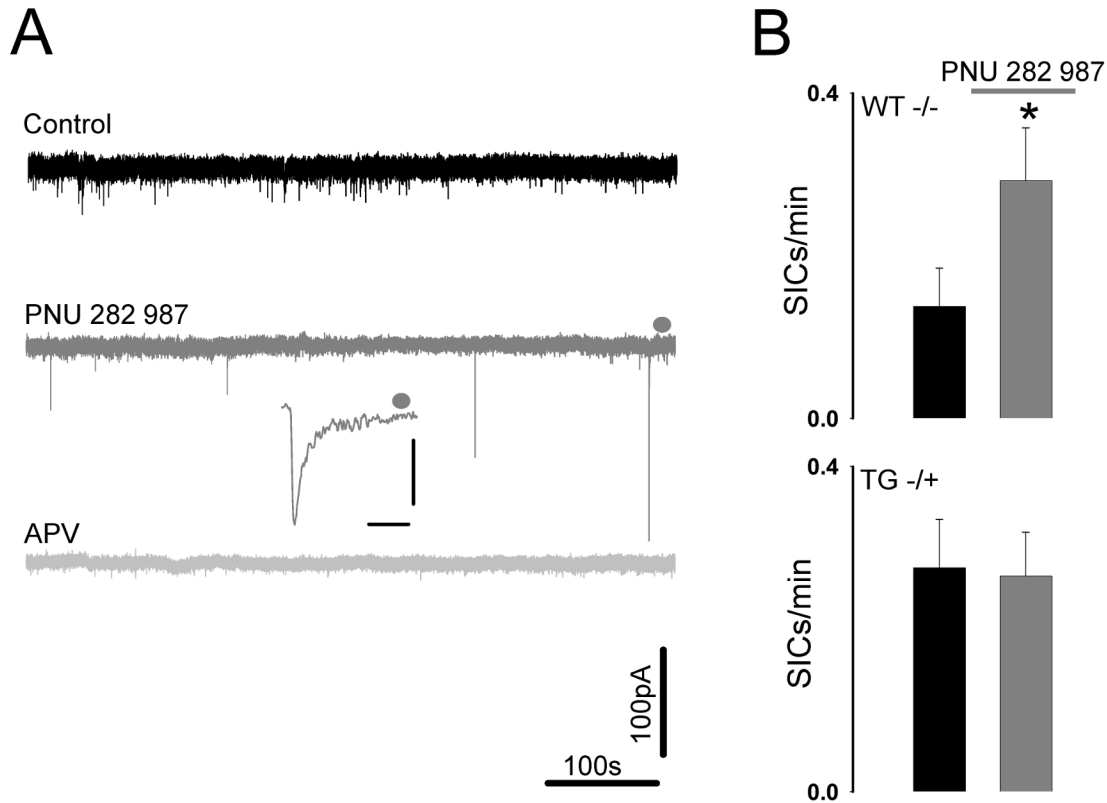 A
Control
PNU 282 987
APV
100pA
100s
B
PNU 282 987
0.4
WT -/-
*
SICs/min
0.0
0.4
TG -/+
SICs/min
0.0